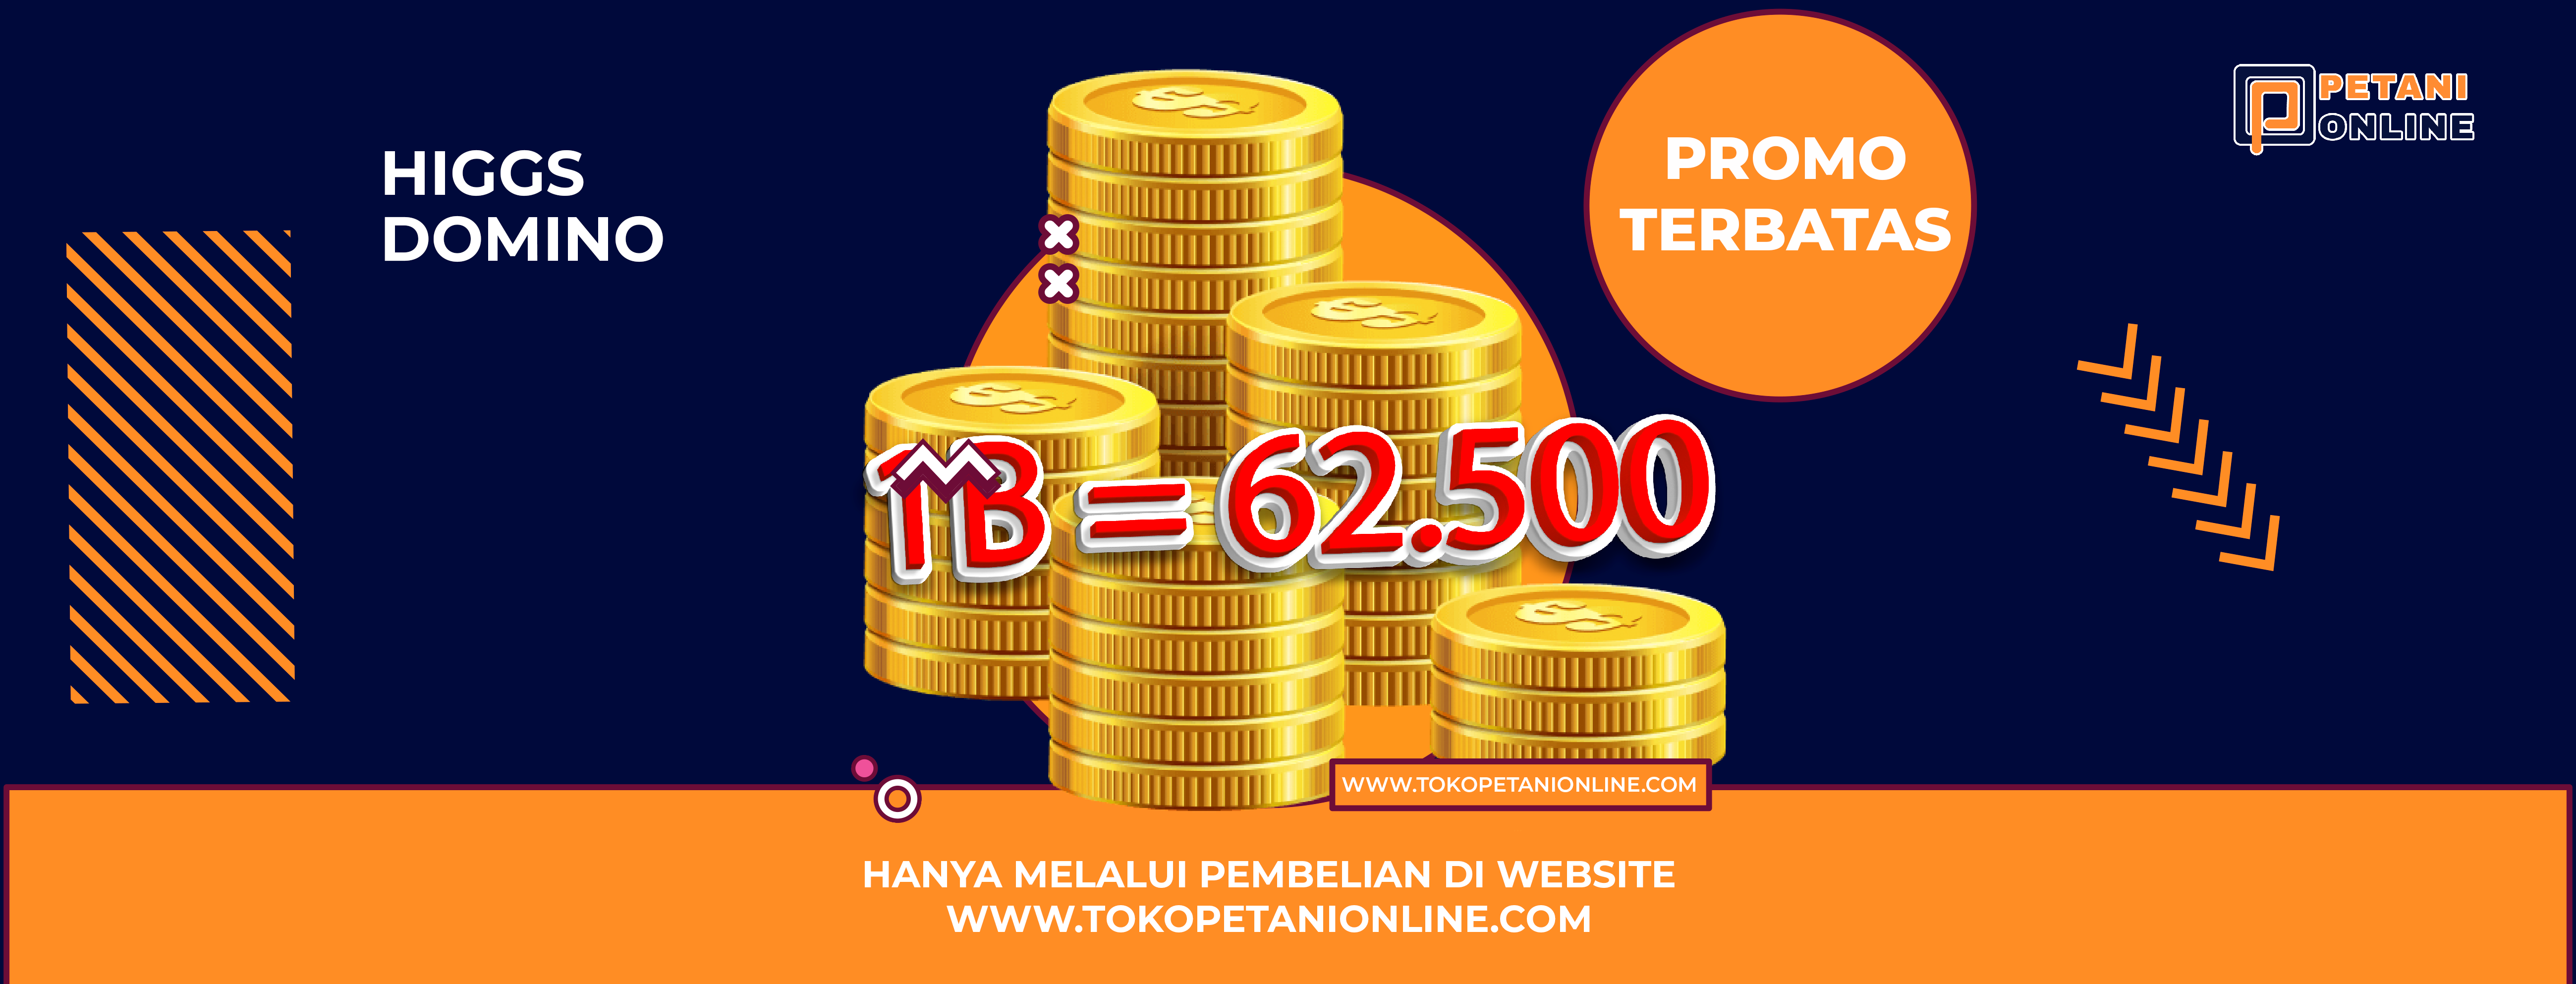 HIGGS
DOMINO
PROMO
TERBATAS
PETANI
ONLINE
1B = 62.500
WWW.TOKOPETANIONLINE.COM
HANYA MELALUI PEMBELIAN DI WEBSITE
WWW.TOKOPETANIONLINE.COM